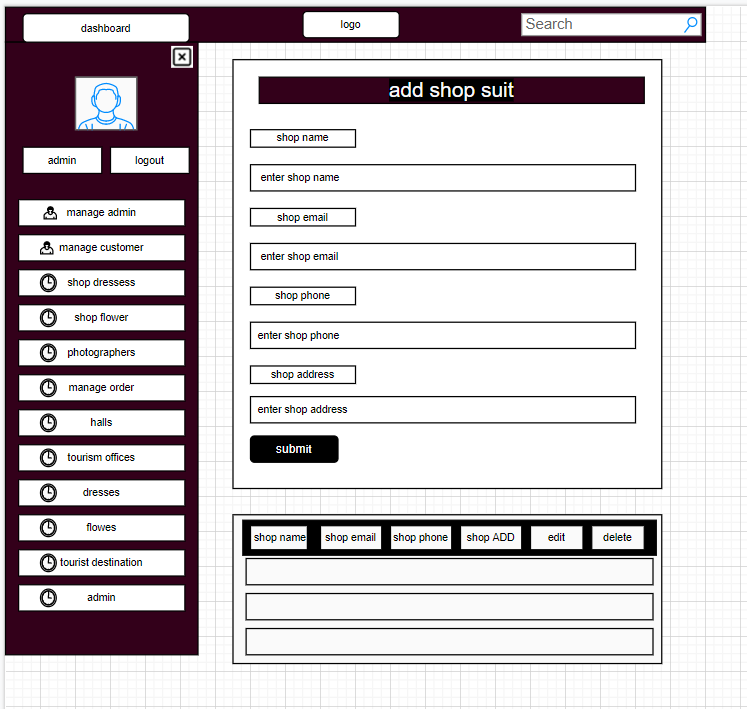 dashboard
logo
Search
admin
logout
manage admin
manage customer
shop dressess
shop flower
photographers
manage order
halls
tourism offices
dresses
flowes
tourist destination
admin
add shop suit
shop name
enter shop name
shop email
enter shop email
shop phone
enter shop phone
shop address
enter shop address
submit
shop name shop email shop phone shop ADD edit delete